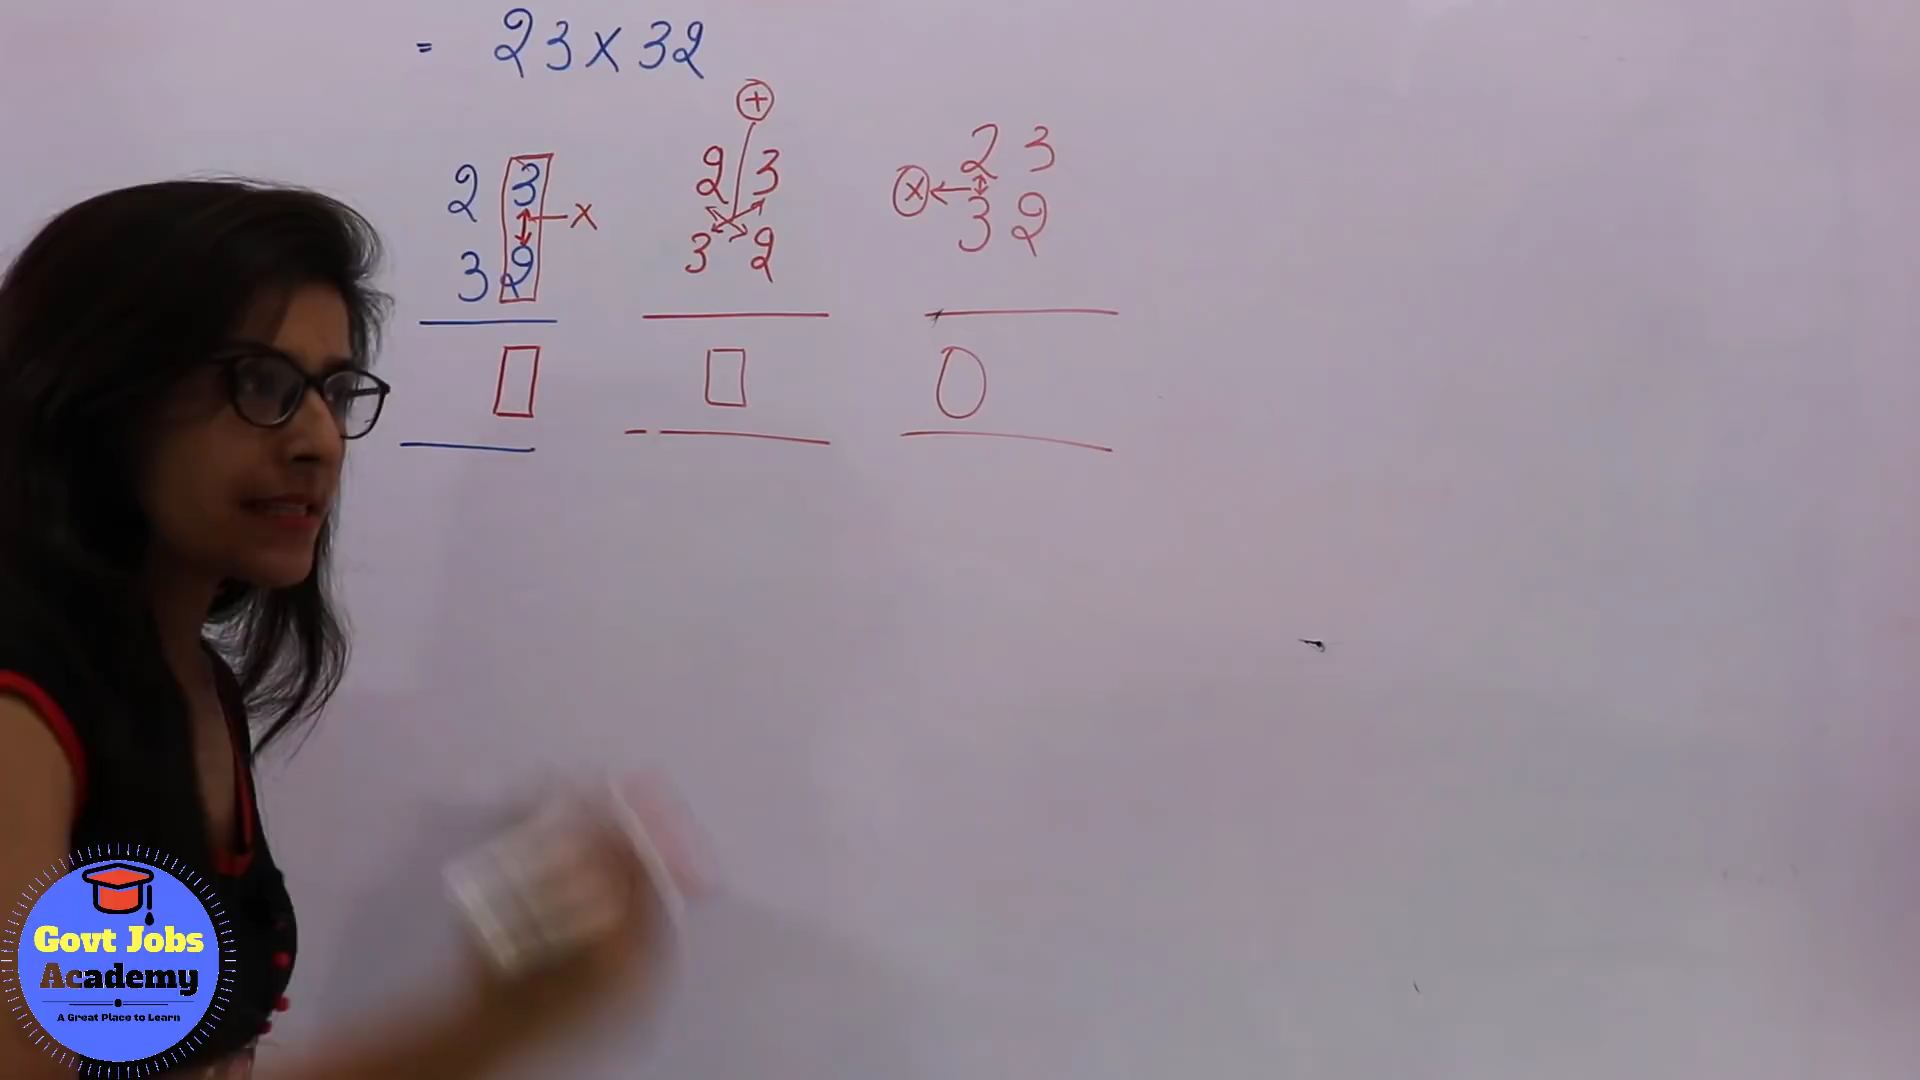 = 23 x 32
+
2 3 2 3 2 3
x x
3 2 3 2 3 2
Govt Jobs
Academy
A Great Place to Learn